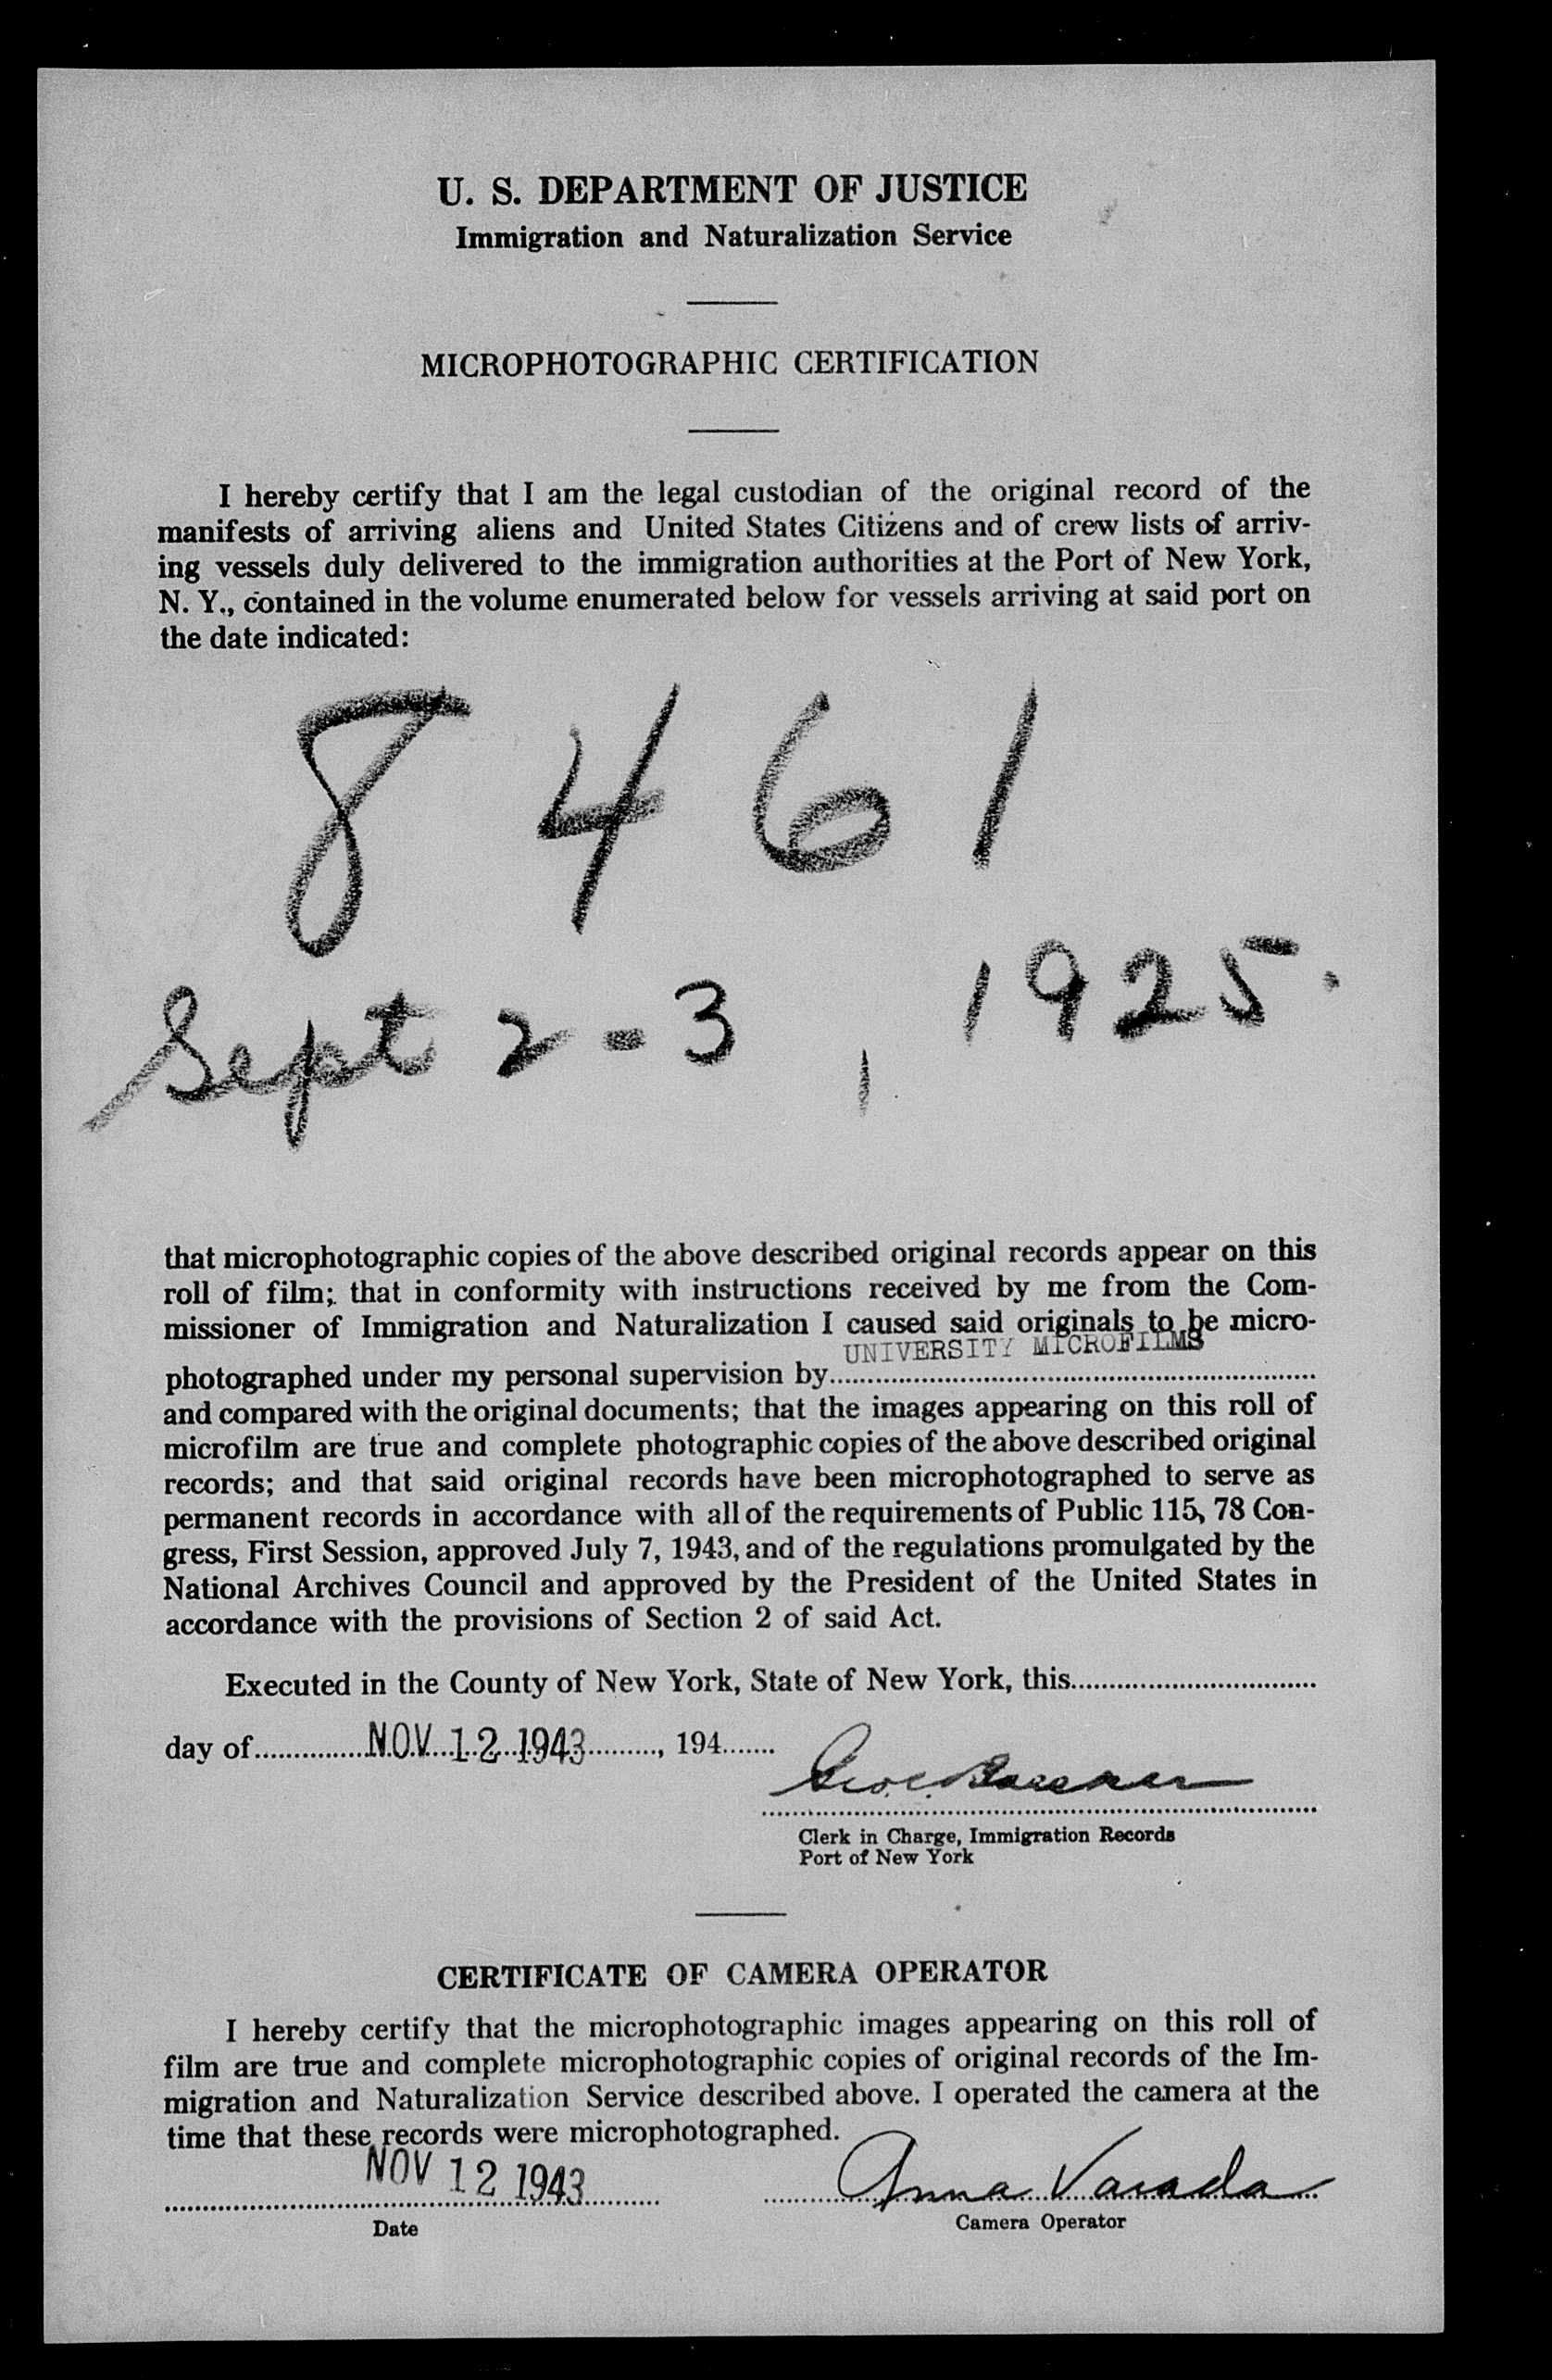 U. S. DEPARTMENT OF JUSTICE
Immigration and Naturalization Service
MICROPHOTOGRAPHIC CERTIFICATION
I hereby certify that I am the legal custodian of the original record of the
manifests of arriving aliens and United States Citizens and of crew lists of arriv-
ing vessels duly delivered to the immigration authorities at the Port of New York,
N. Y., contained in the volume enumerated below for vessels arriving at said port on
the date indicated:
8461
Sept 2-3, 1925.
that microphotographic copies of the above described original records appear on this
roll of film; that in conformity with instructions received by me from the Com-
missioner of Immigration and Naturalization I caused said originals to be micro-
UNIVERSITY MICROFILMS
photographed under my personal supervision by
and compared with the original documents; that the images appearing on this roll of
microfilm are true and complete photographic copies of the above described original
records; and that said original records have been microphotographed to serve as
permanent records in accordance with all of the requirements of Public 115, 78 Con-
gress, First Session, approved July 7, 1943, and of the regulations promulgated by the
National Archives Council and approved by the President of the United States in
accordance with the provisions of Section 2 of said Act.
Executed in the County of New York, State of New York, this
day of NOV 12 1943, 194
Clerk in Charge, Immigration Records
Port of New York
CERTIFICATE OF CAMERA OPERATOR
I hereby certify that the microphotographic images appearing on this roll of
film are true and complete microphotographic copies of original records of the Im-
migration and Naturalization Service described above. I operated the camera at the
time that these records were microphotographed.
NOV 12 1943 Anna Varada
Date Camera Operator